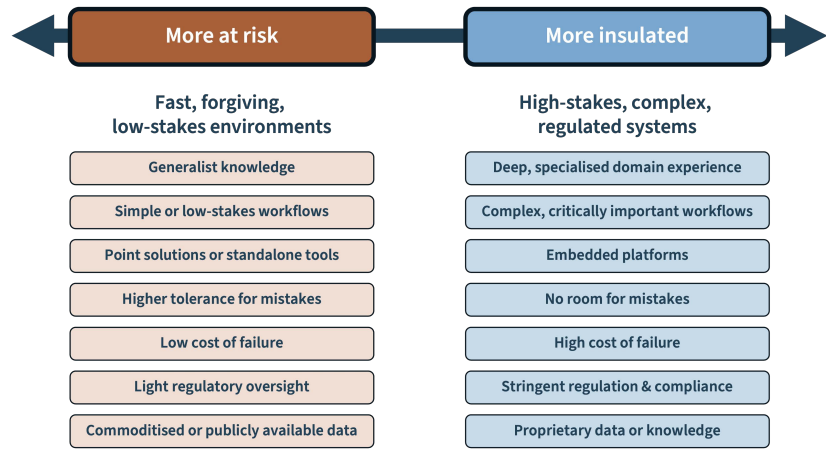 More at risk
More insulated
Fast, forgiving,
low-stakes environments
High-stakes, complex,
regulated systems
Generalist knowledge
Deep, specialised domain experience
Simple or low-stakes workflows
Complex, critically important workflows
Point solutions or standalone tools
Embedded platforms
Higher tolerance for mistakes
No room for mistakes
Low cost of failure
High cost of failure
Light regulatory oversight
Stringent regulation & compliance
Commoditised or publicly available data
Proprietary data or knowledge